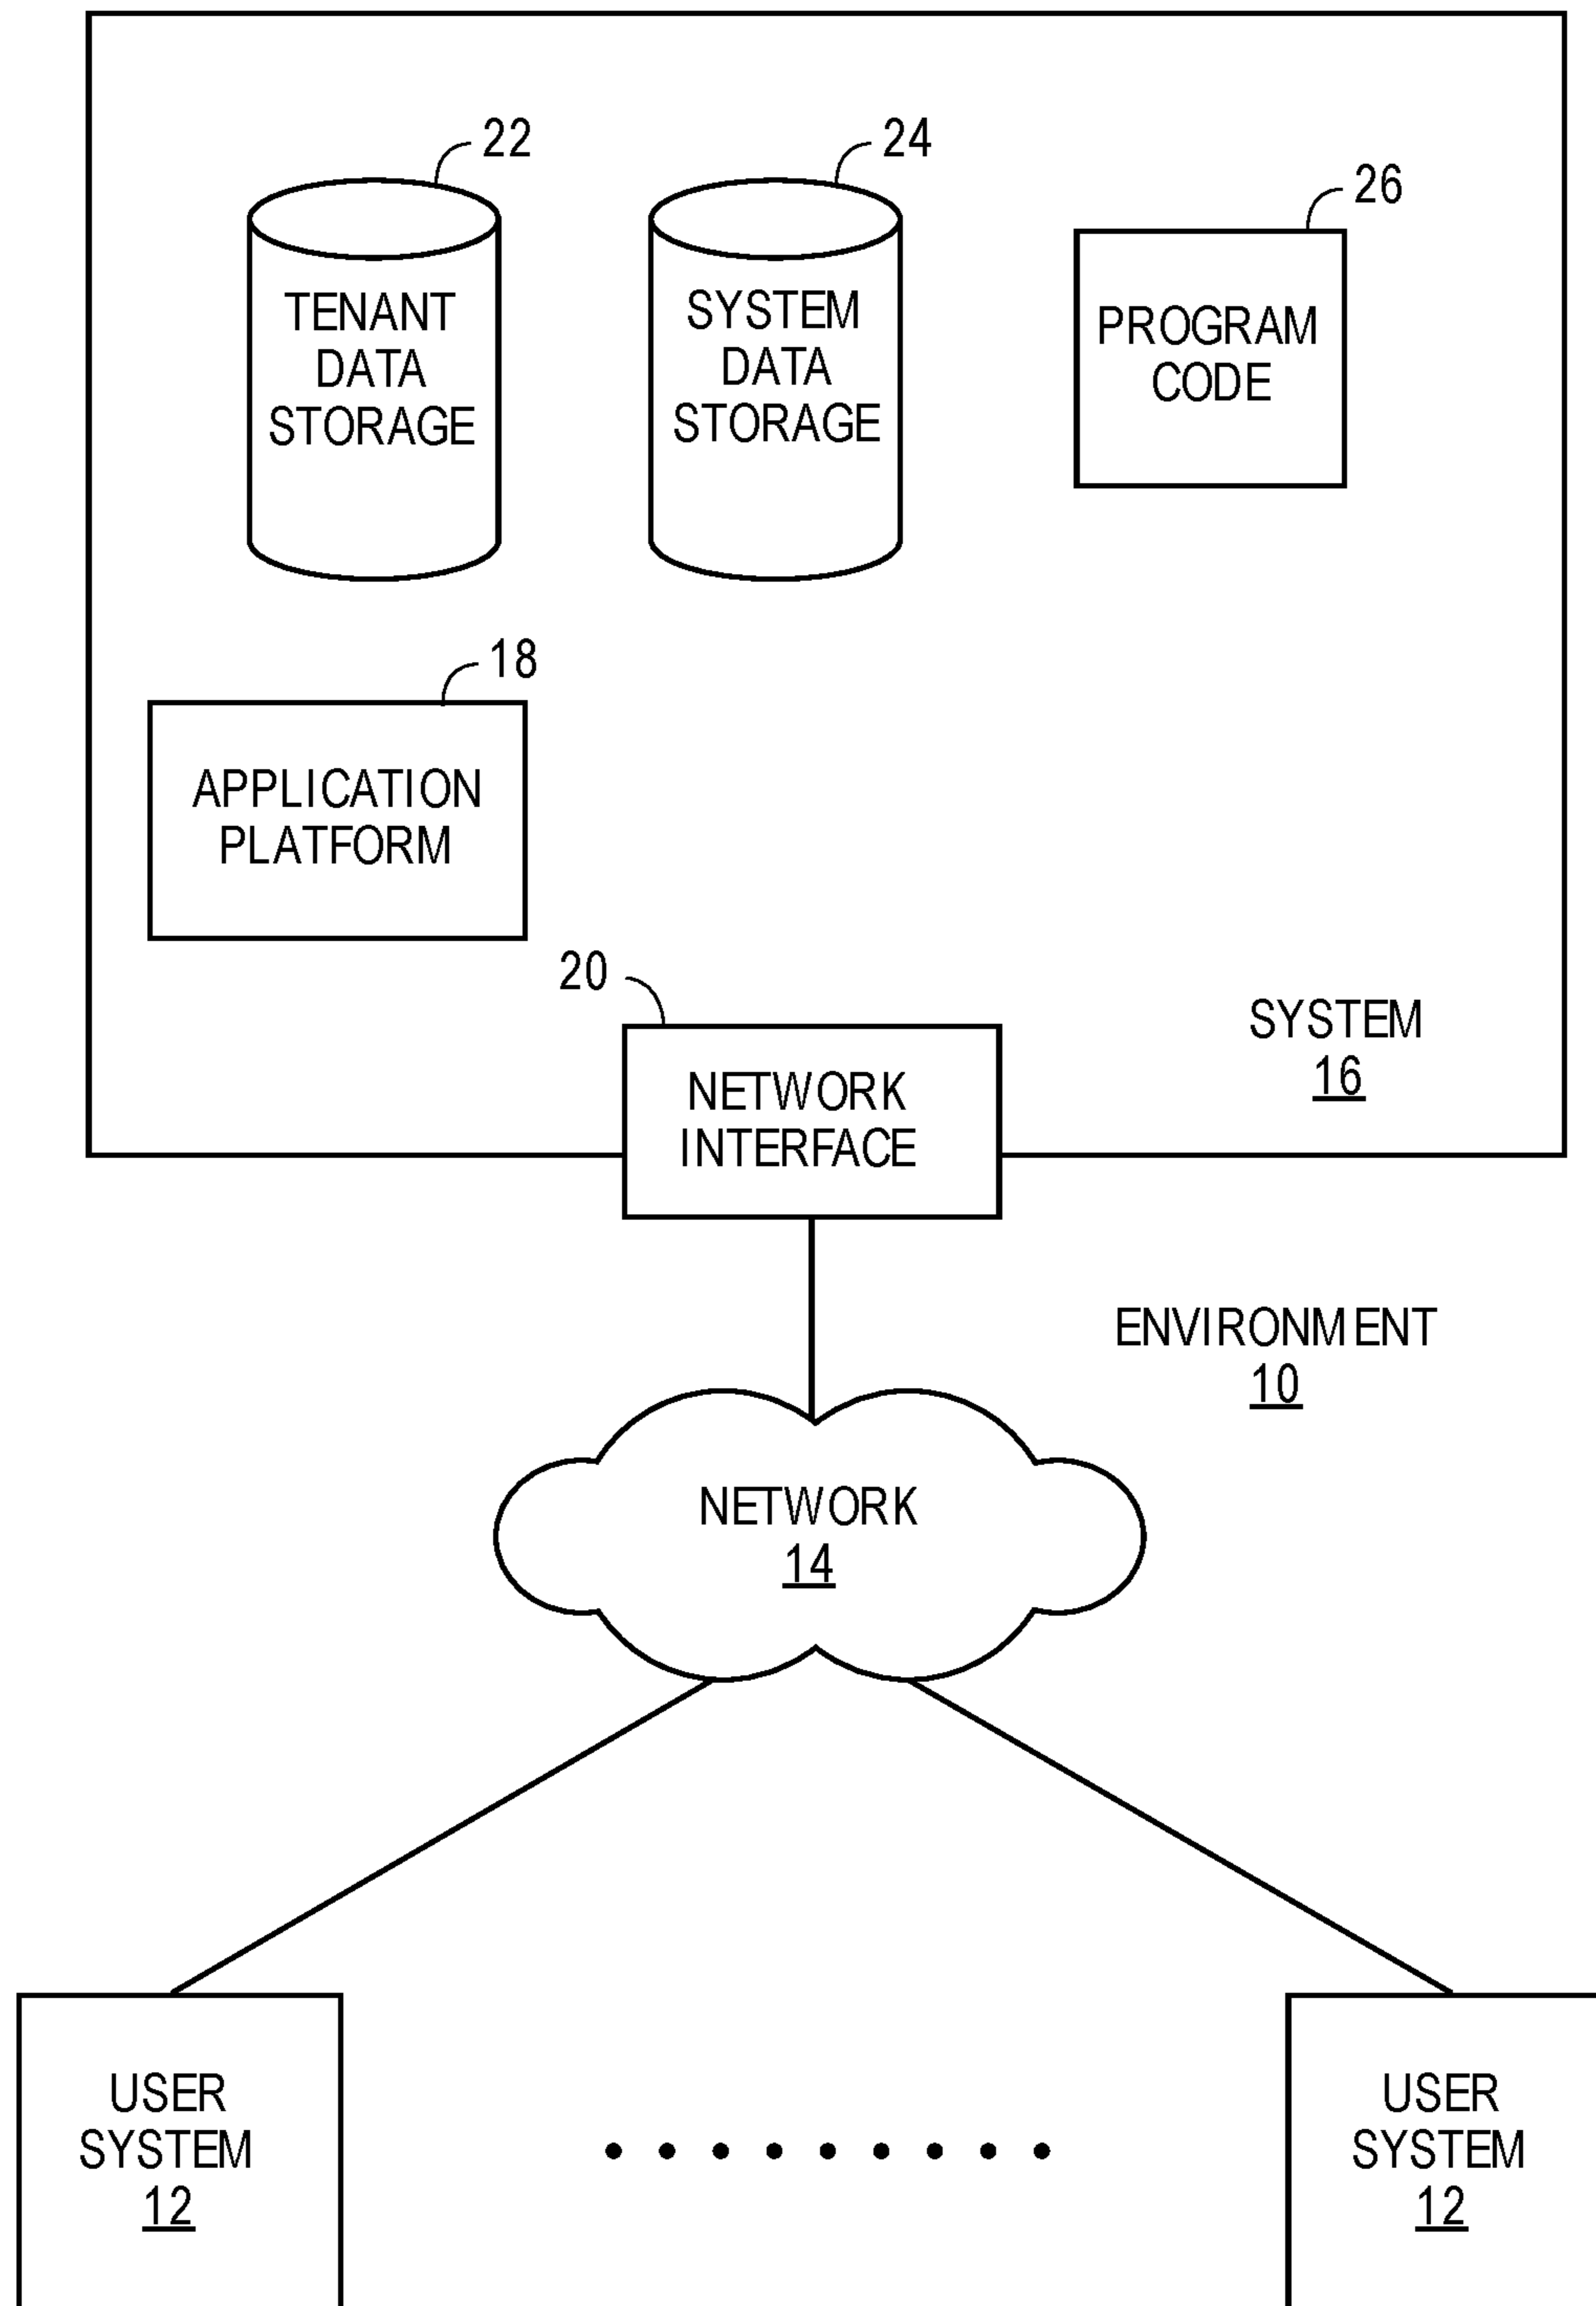 22
24
26
TENANT
DATA
STORAGE
SYSTEM
DATA
STORAGE
PROGRAM
CODE
18
APPLICATION
PLATFORM
20
NETWORK
INTERFACE
SYSTEM
16
ENVIRONMENT
10
NETWORK
14
USER
SYSTEM
12
USER
SYSTEM
12